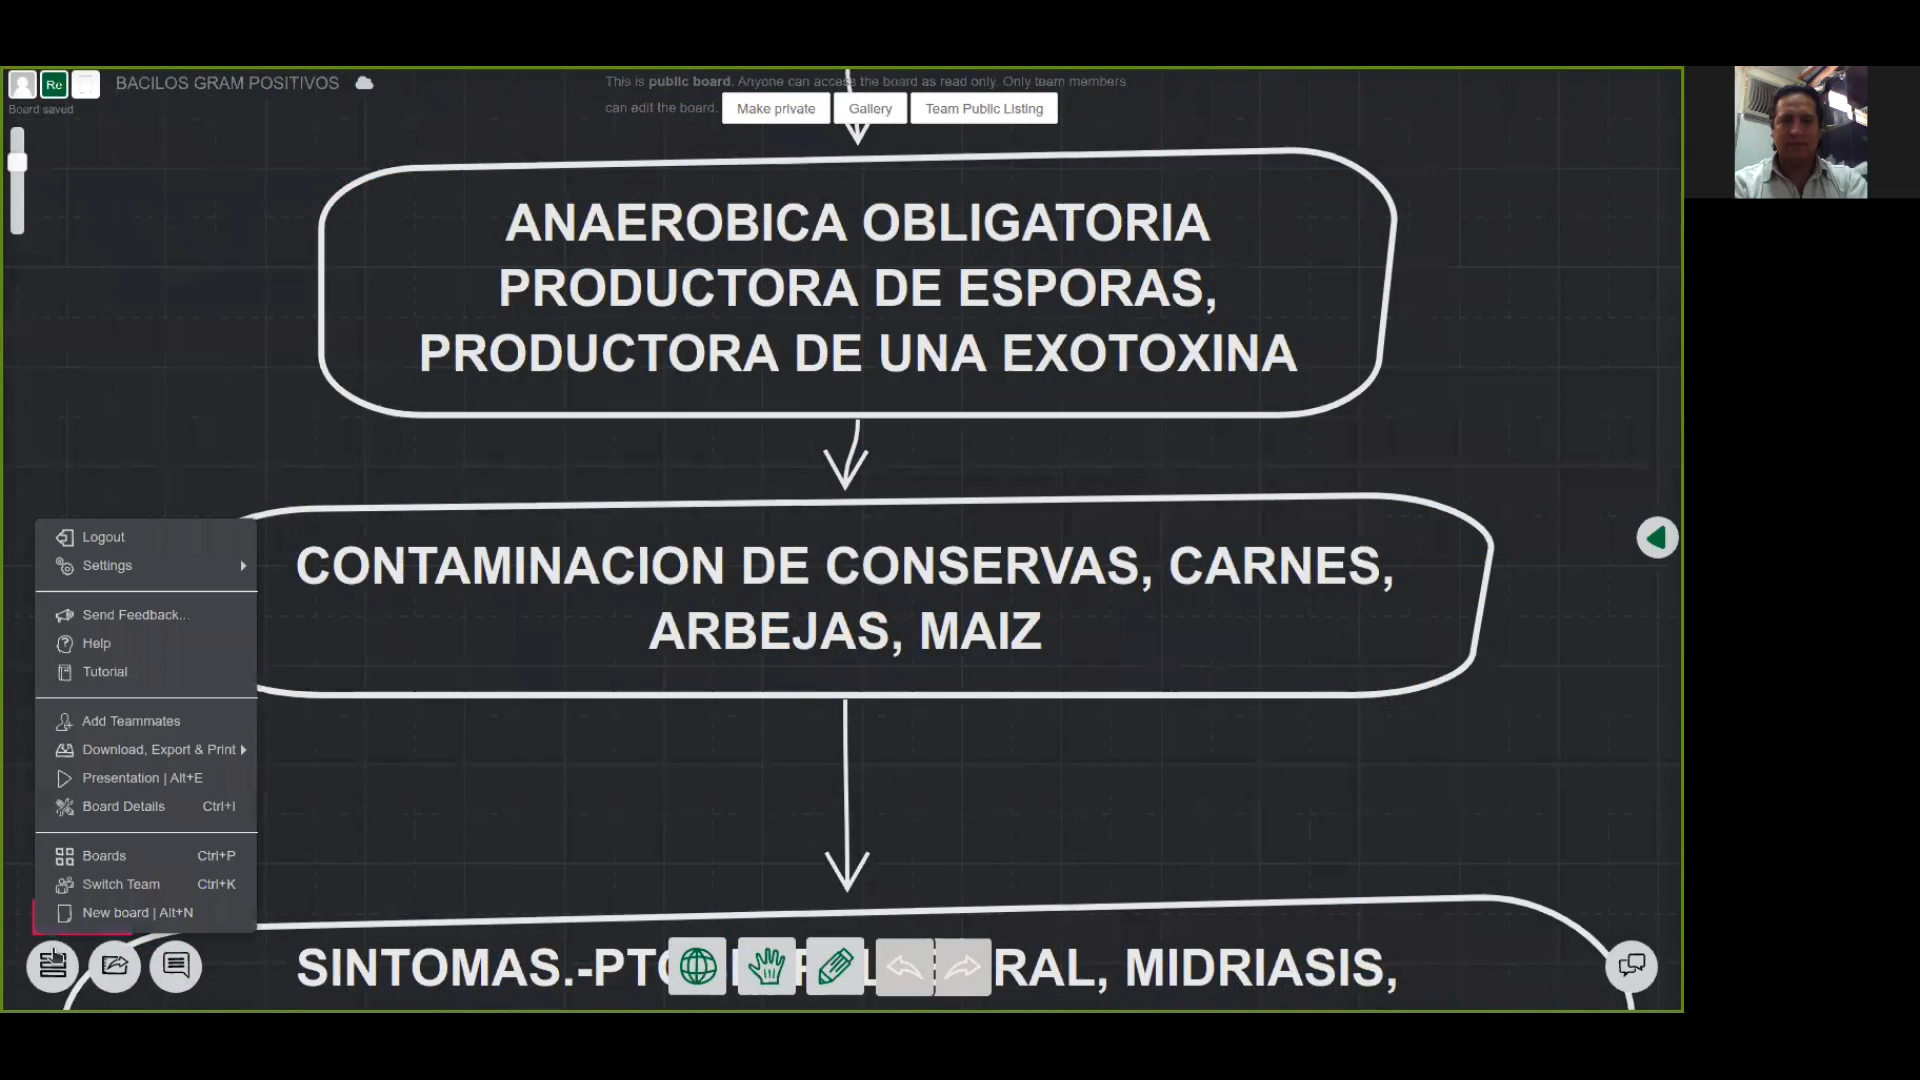 Re
BACILOS GRAM POSITIVOS
Board saved
This is public board. Anyone can access the board as read only. Only team members
can edit the board.
Make private
Gallery
Team Public Listing
ANAEROBICA OBLIGATORIA
PRODUCTORA DE ESPORAS,
PRODUCTORA DE UNA EXOTOXINA
CONTAMINACION DE CONSERVAS, CARNES,
ARBEJAS, MAIZ
Logout
Settings
Send Feedback...
Help
Tutorial
Add Teammates
Download, Export & Print
Presentation | Alt+E
Board Details Ctrl+I
Boards Ctrl+P
Switch Team Ctrl+K
New board | Alt+N
SINTOMAS.- MIDRIASIS,